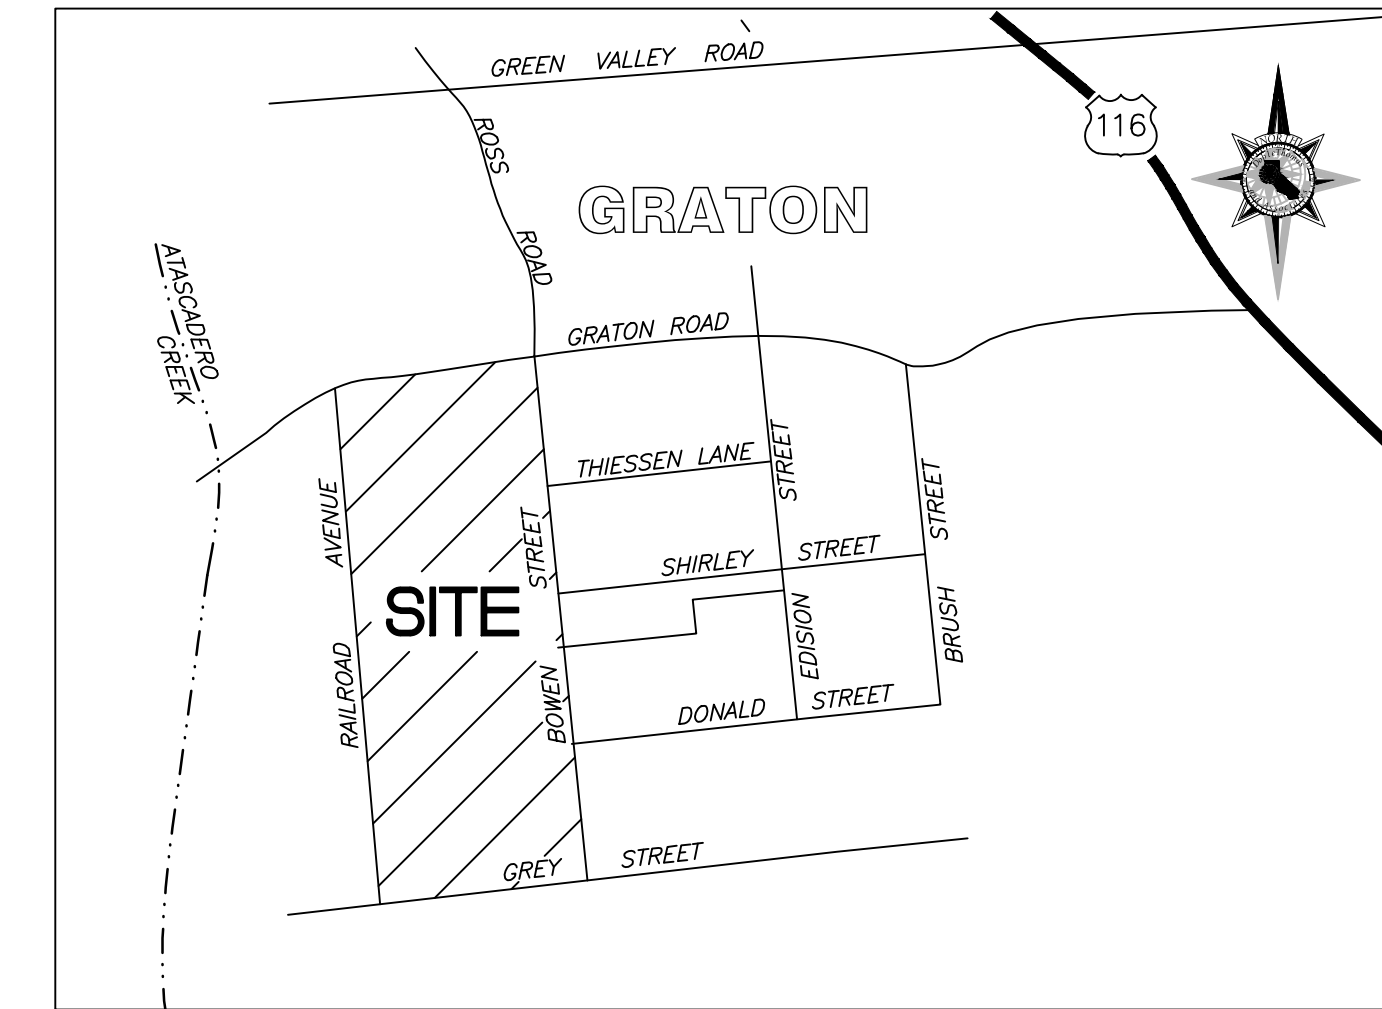 GREEN VALLEY ROAD
116
NORTH
ROSS ROAD
GRATON
ATASCADERO
CREEK
GRATON ROAD
THIESSEN LANE
STREET
STREET
AVENUE
STREET
SHIRLEY STREET
SITE
EDISION
BRUSH
RAILROAD
BOWEN
DONALD STREET
GREY STREET